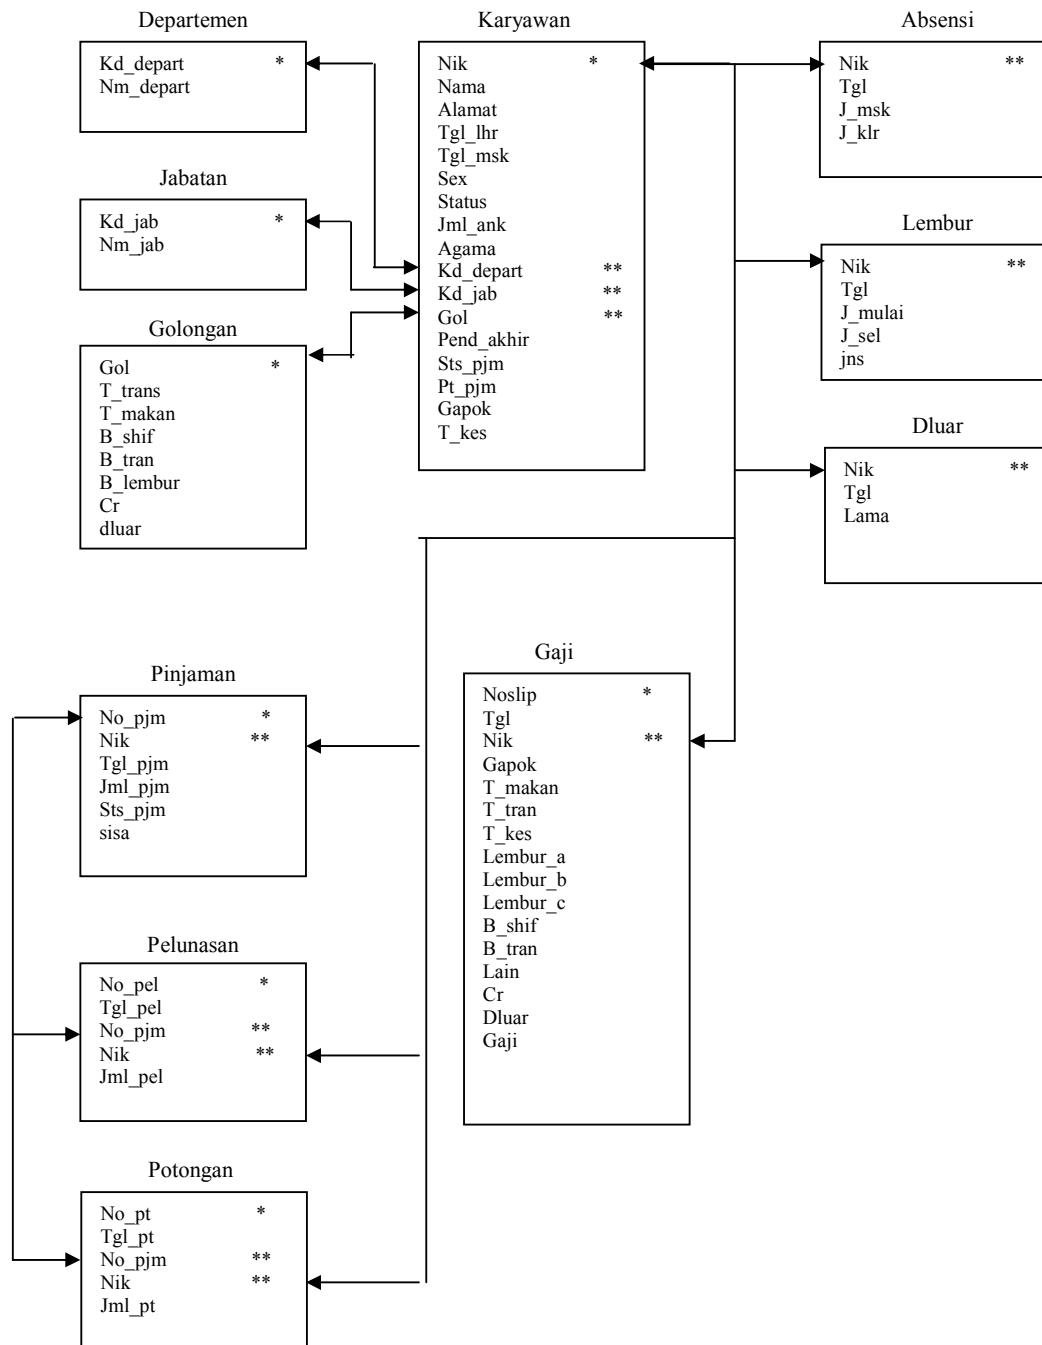 Departemen
Kd_depart *
Nm_depart
Jabatan
Kd_jab *
Nm_jab
Golongan
Gol *
T_trans
T_makan
B_shif
B_tran
B_lembur
Cr
dluar
Karyawan
Nik *
Nama
Alamat
Tgl_lhr
Tgl_msk
Sex
Status
Jml_ank
Agama
Kd_depart **
Kd_jab **
Gol **
Pend_akhir
Sts_pjm
Pt_pjm
Gapok
T_kes
Absensi
Nik **
Tgl
J_msk
J_klr
Lembur
Nik **
Tgl
J_mulai
J_sel
jns
Dluar
Nik **
Tgl
Lama
Pinjaman
No_pjm *
Nik **
Tgl_pjm
Jml_pjm
Sts_pjm
sisa
Pelunasan
No_pel *
Tgl_pel
No_pjm **
Nik **
Jml_pel
Potongan
No_pt *
Tgl_pt
No_pjm **
Nik **
Jml_pt
Gaji
Noslip *
Tgl
Nik **
Gapok
T_makan
T_tran
T_kes
Lembur_a
Lembur_b
Lembur_c
B_shif
B_tran
Lain
Cr
Dluar
Gaji